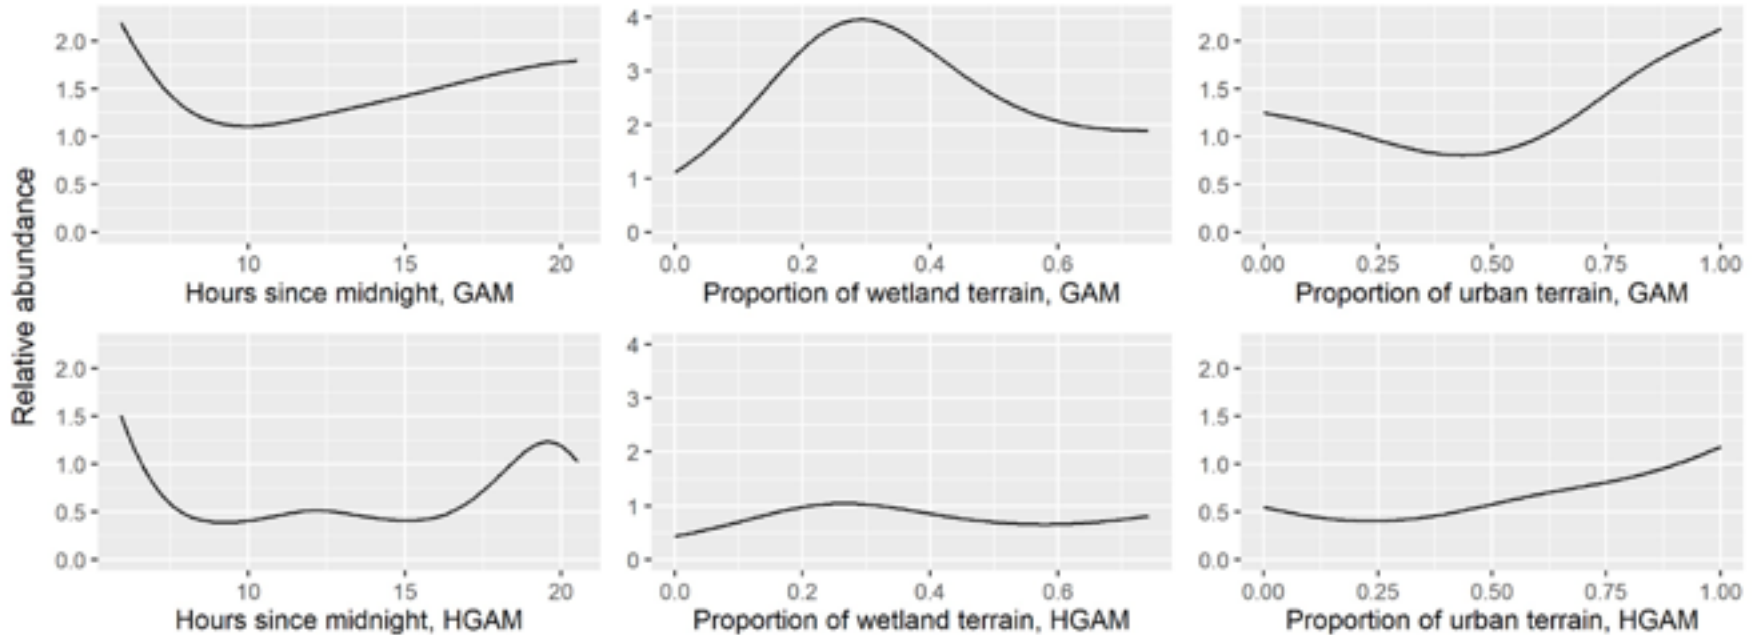 Relative abundance
2.0
1.5
1.0
0.5
0.0
10 15 20
Hours since midnight, GAM
4
3
2
1
0
0.0 0.2 0.4 0.6
Proportion of wetland terrain, GAM
2.0
1.5
1.0
0.5
0.0
0.00 0.25 0.50 0.75 1.00
Proportion of urban terrain, GAM
2.0
1.5
1.0
0.5
0.0
10 15 20
Hours since midnight, HGAM
4
3
2
1
0
0.0 0.2 0.4 0.6
Proportion of wetland terrain, HGAM
2.0
1.5
1.0
0.5
0.0
0.00 0.25 0.50 0.75 1.00
Proportion of urban terrain, HGAM